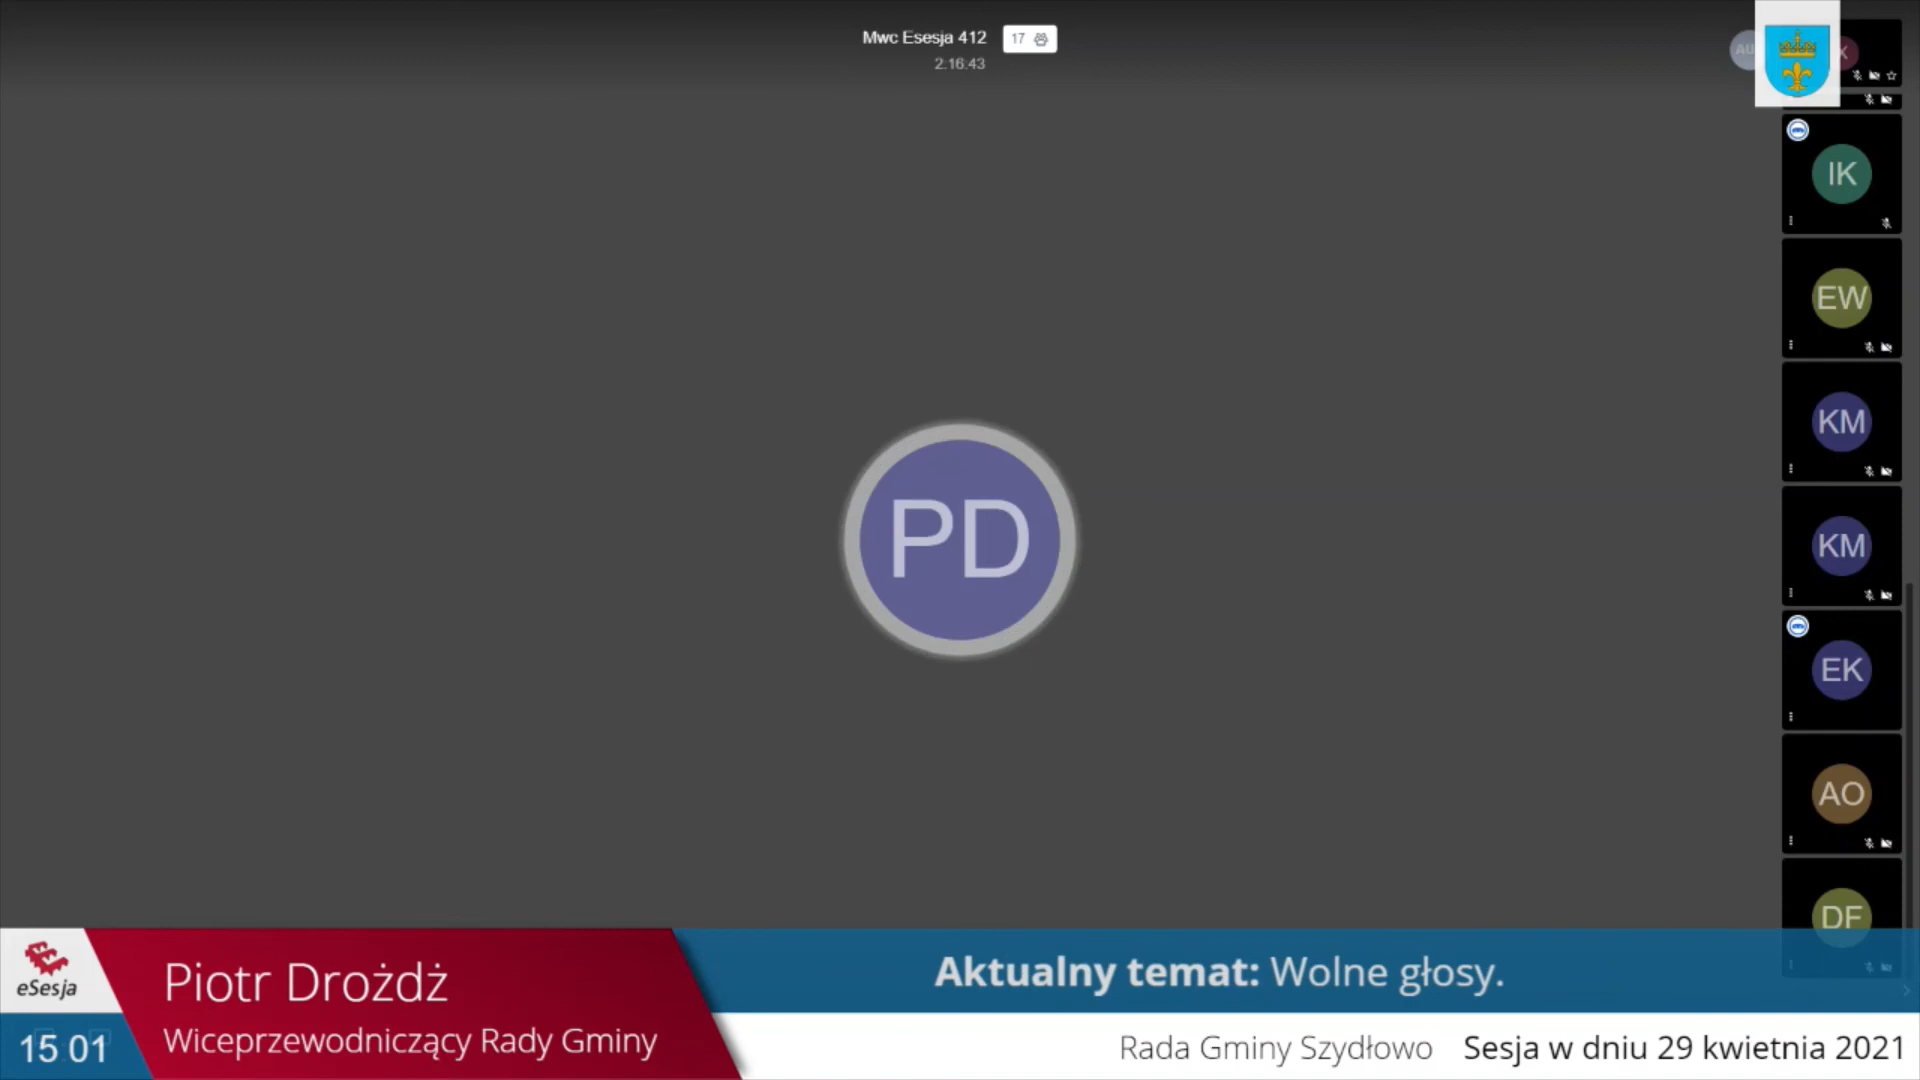 Mwc Esesja 412
17
2:16:43
AU
K
IK
EW
KM
KM
EK
AO
DF
PD
eSesja
Piotr Drożdż
Wiceprzewodniczący Rady Gminy
15 01
Aktualny temat: Wolne głosy.
Rada Gminy Szydłowo Sesja w dniu 29 kwietnia 2021